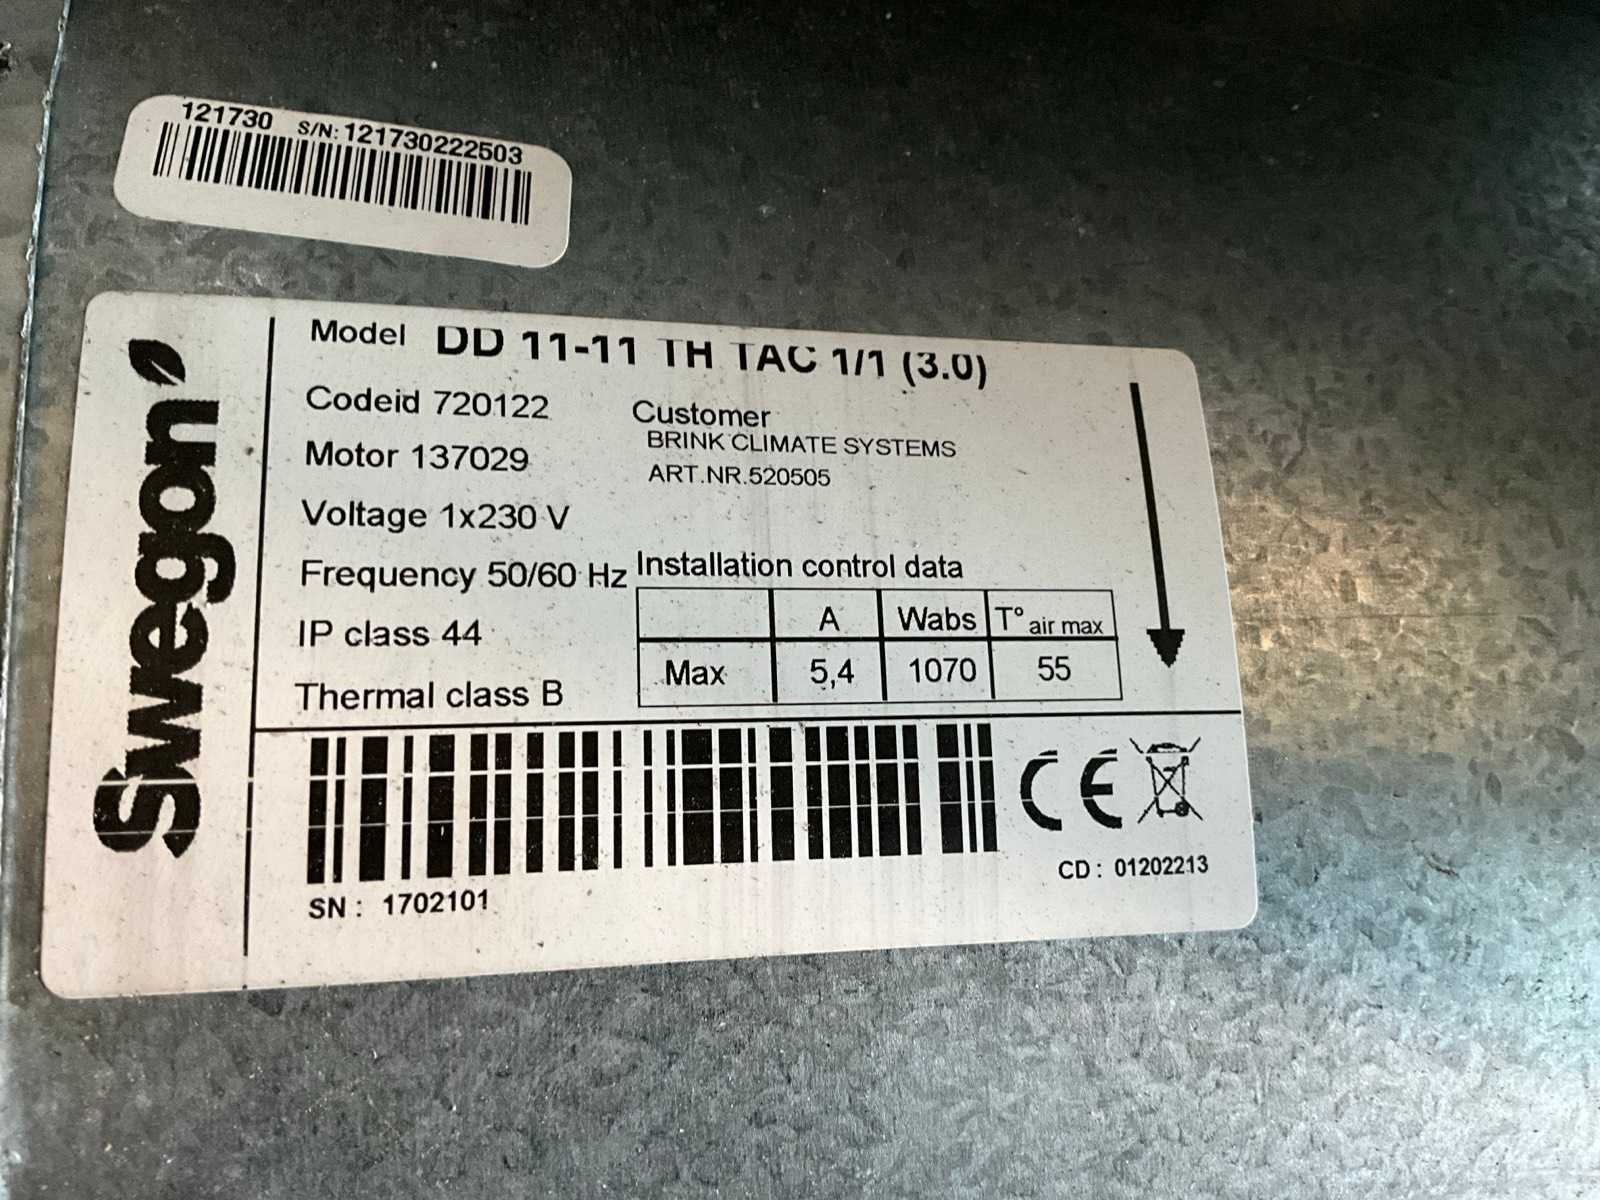 121730 S/N: 121730222503
Swegon
Model DD 11-11 TH TAC 1/1 (3.0)
Codeid 720122
Motor 137029
Voltage 1x230 V
Frequency 50/60 Hz
IP class 44
Thermal class B
Customer
BRINK CLIMATE SYSTEMS
ART.NR.520505
Installation control data
A Wabs T° air max
Max 5,4 1070 55
CE
SN : 1702101
CD : 01202213